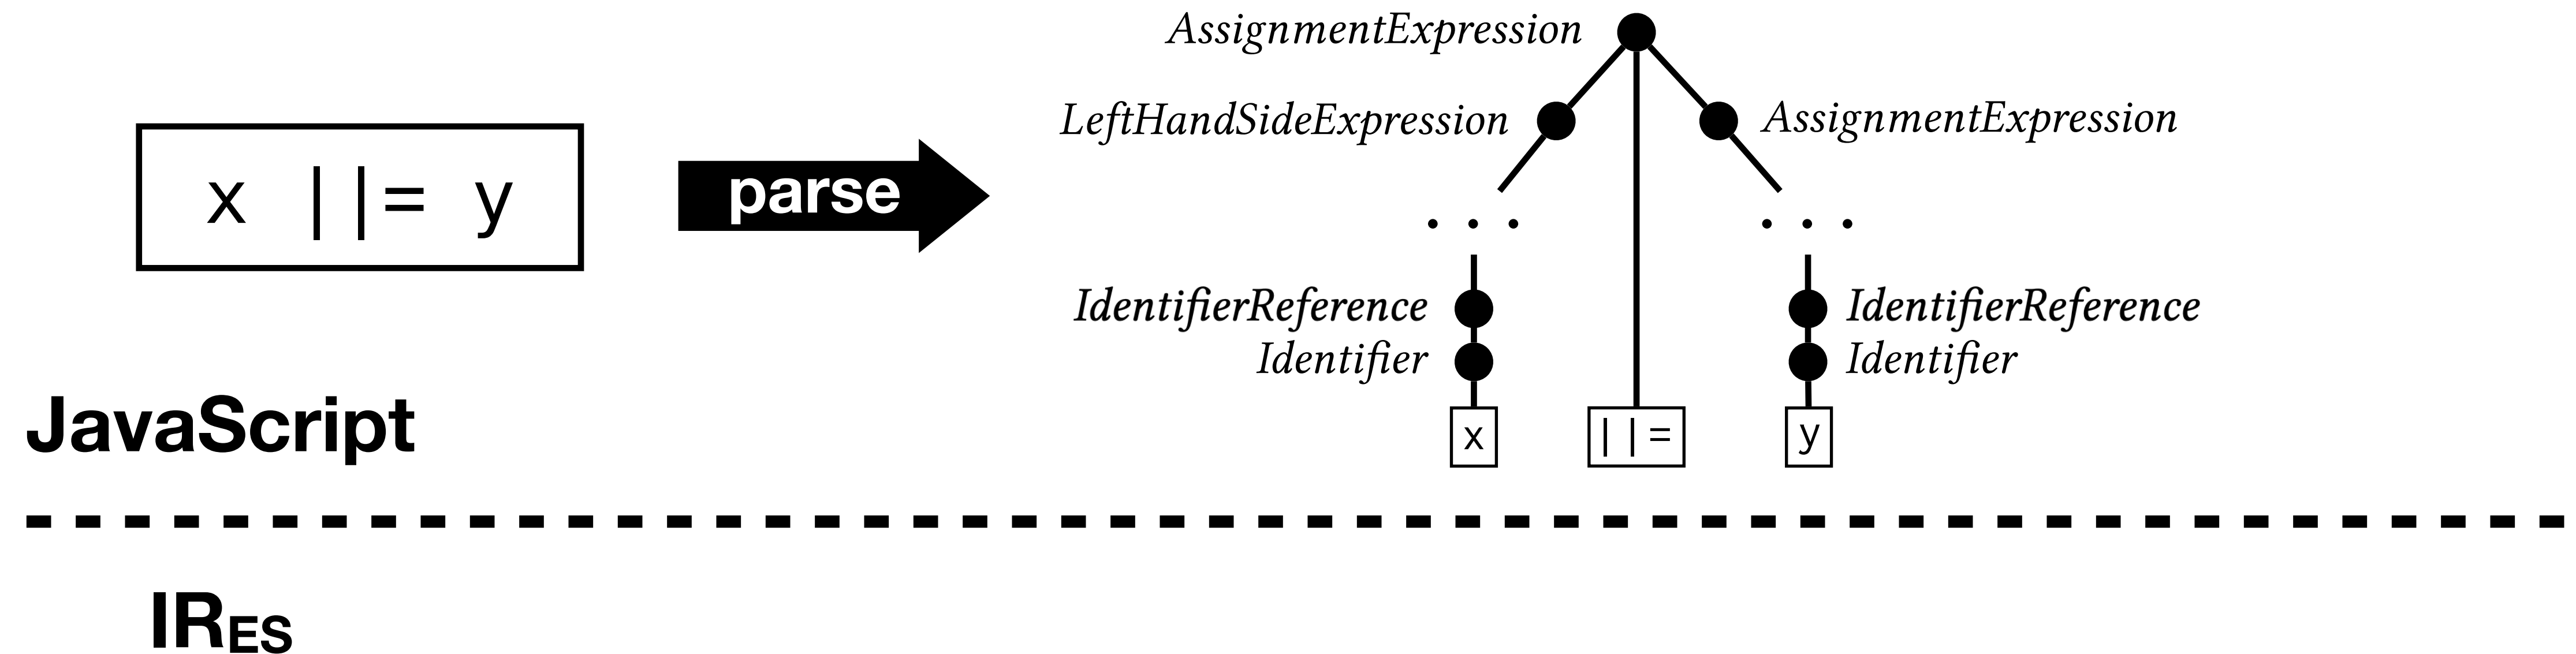 x ||= y
parse
AssignmentExpression
LeftHandSideExpression
AssignmentExpression
. . .
. . .
IdentifierReference
IdentifierReference
Identifier
Identifier
x
||=
y
JavaScript
IRES